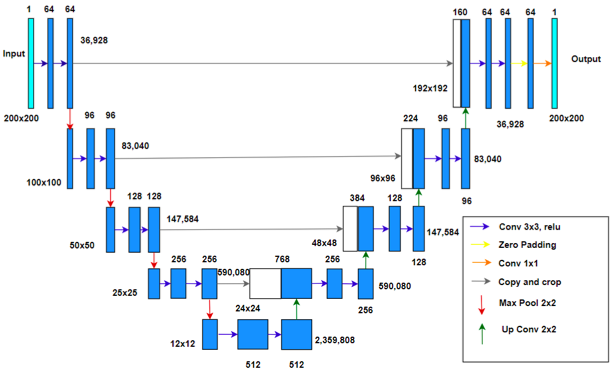 1 64 64 160 64 64 64 1
36,928
Input Output
192x192
200x200 36,928 200x200
96 96 224 96
83,040 83,040
100x100 96x96 96
128 128 384 128
147,584 147,584
50x50 48x48 128
256 256 590,080 768 256
590,080
25x25 24x24 256
12x12 2,359,808
512 512
Conv 3x3, relu
Zero Padding
Conv 1x1
Copy and crop
Max Pool 2x2
Up Conv 2x2